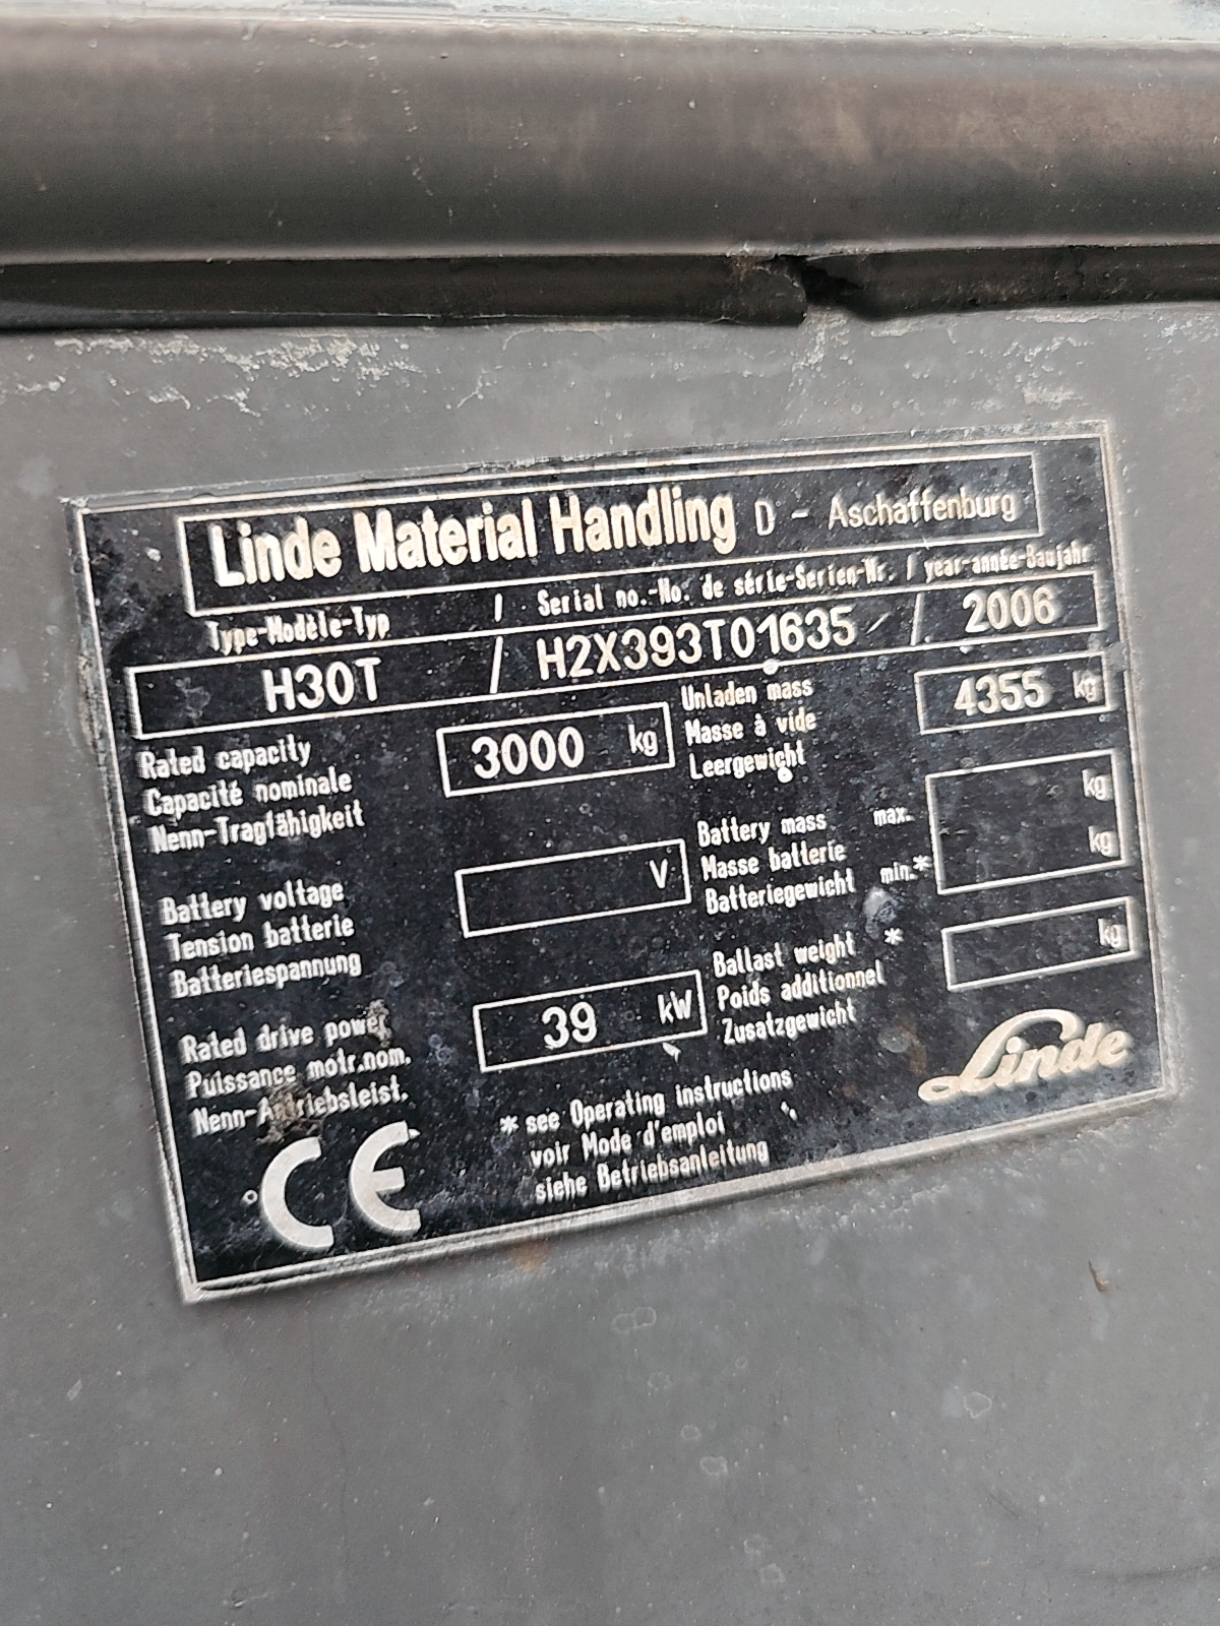 Linde Material Handling D - Aschaffenburg
Type-Modèle-Typ / Serial no.-No. de série-Serien-Nr. / year-année-Baujahr
H30T / H2X393T01635 / 2006
Rated capacity
Capacité nominale
Nenn-Tragfähigkeit
3000 kg
Unladen mass
Masse à vide
Leergewicht
4355 kg
Battery voltage
Tension batterie
Batteriespannung
V
Battery mass max.
Masse batterie
Batteriegewicht min.*
kg
kg
Rated drive power
Puissance motr.nom.
Nenn-Antriebsleist.
39 kW
Ballast weight *
Poids additionnel
Zusatzgewicht
kg
* see Operating instructions
voir Mode d'emploi
siehe Betriebsanleitung
CE
Linde